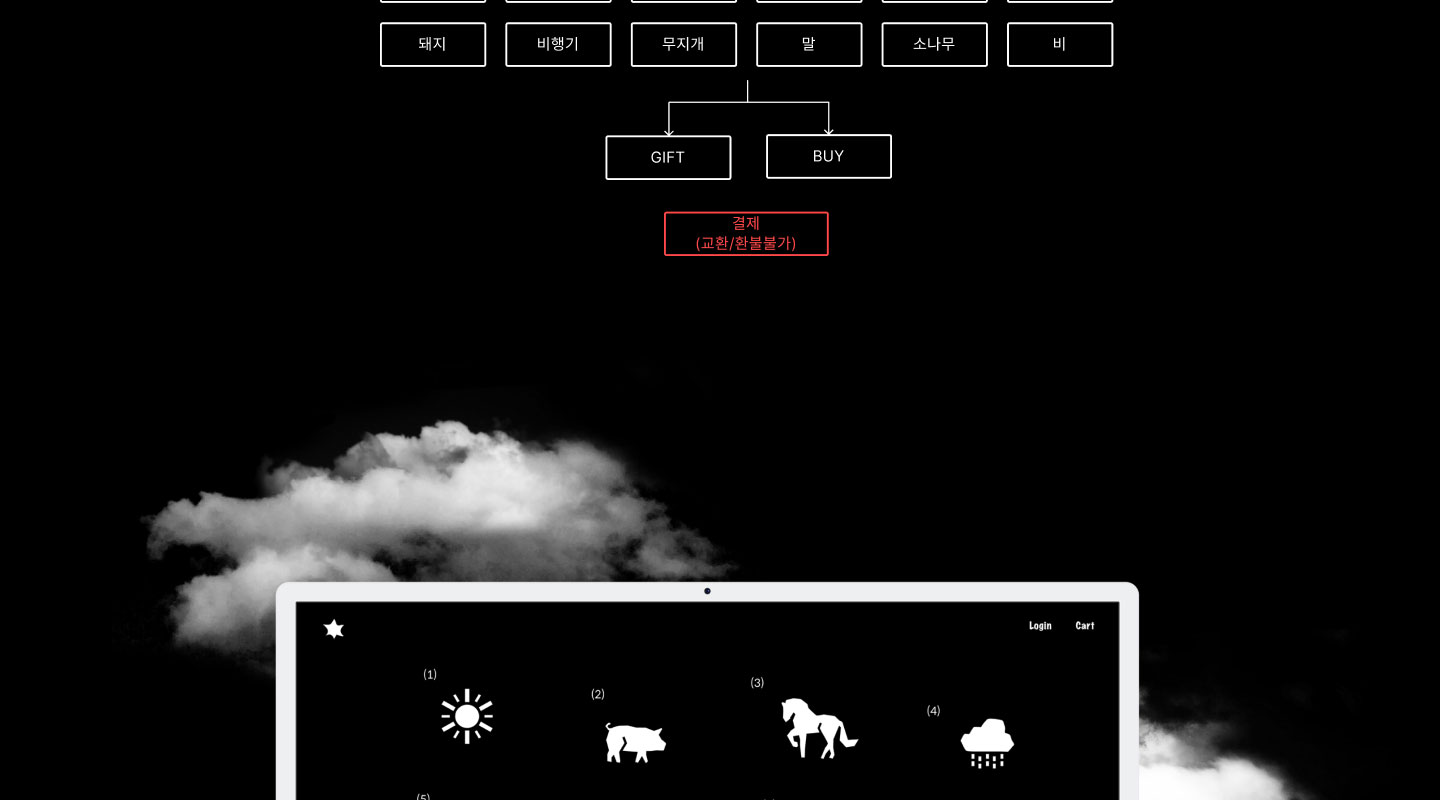 돼지
비행기
무지개
말
소나무
비
GIFT
BUY
결제
(교환/환불불가)
Login
Cart
(1)
(2)
(3)
(4)
(5)